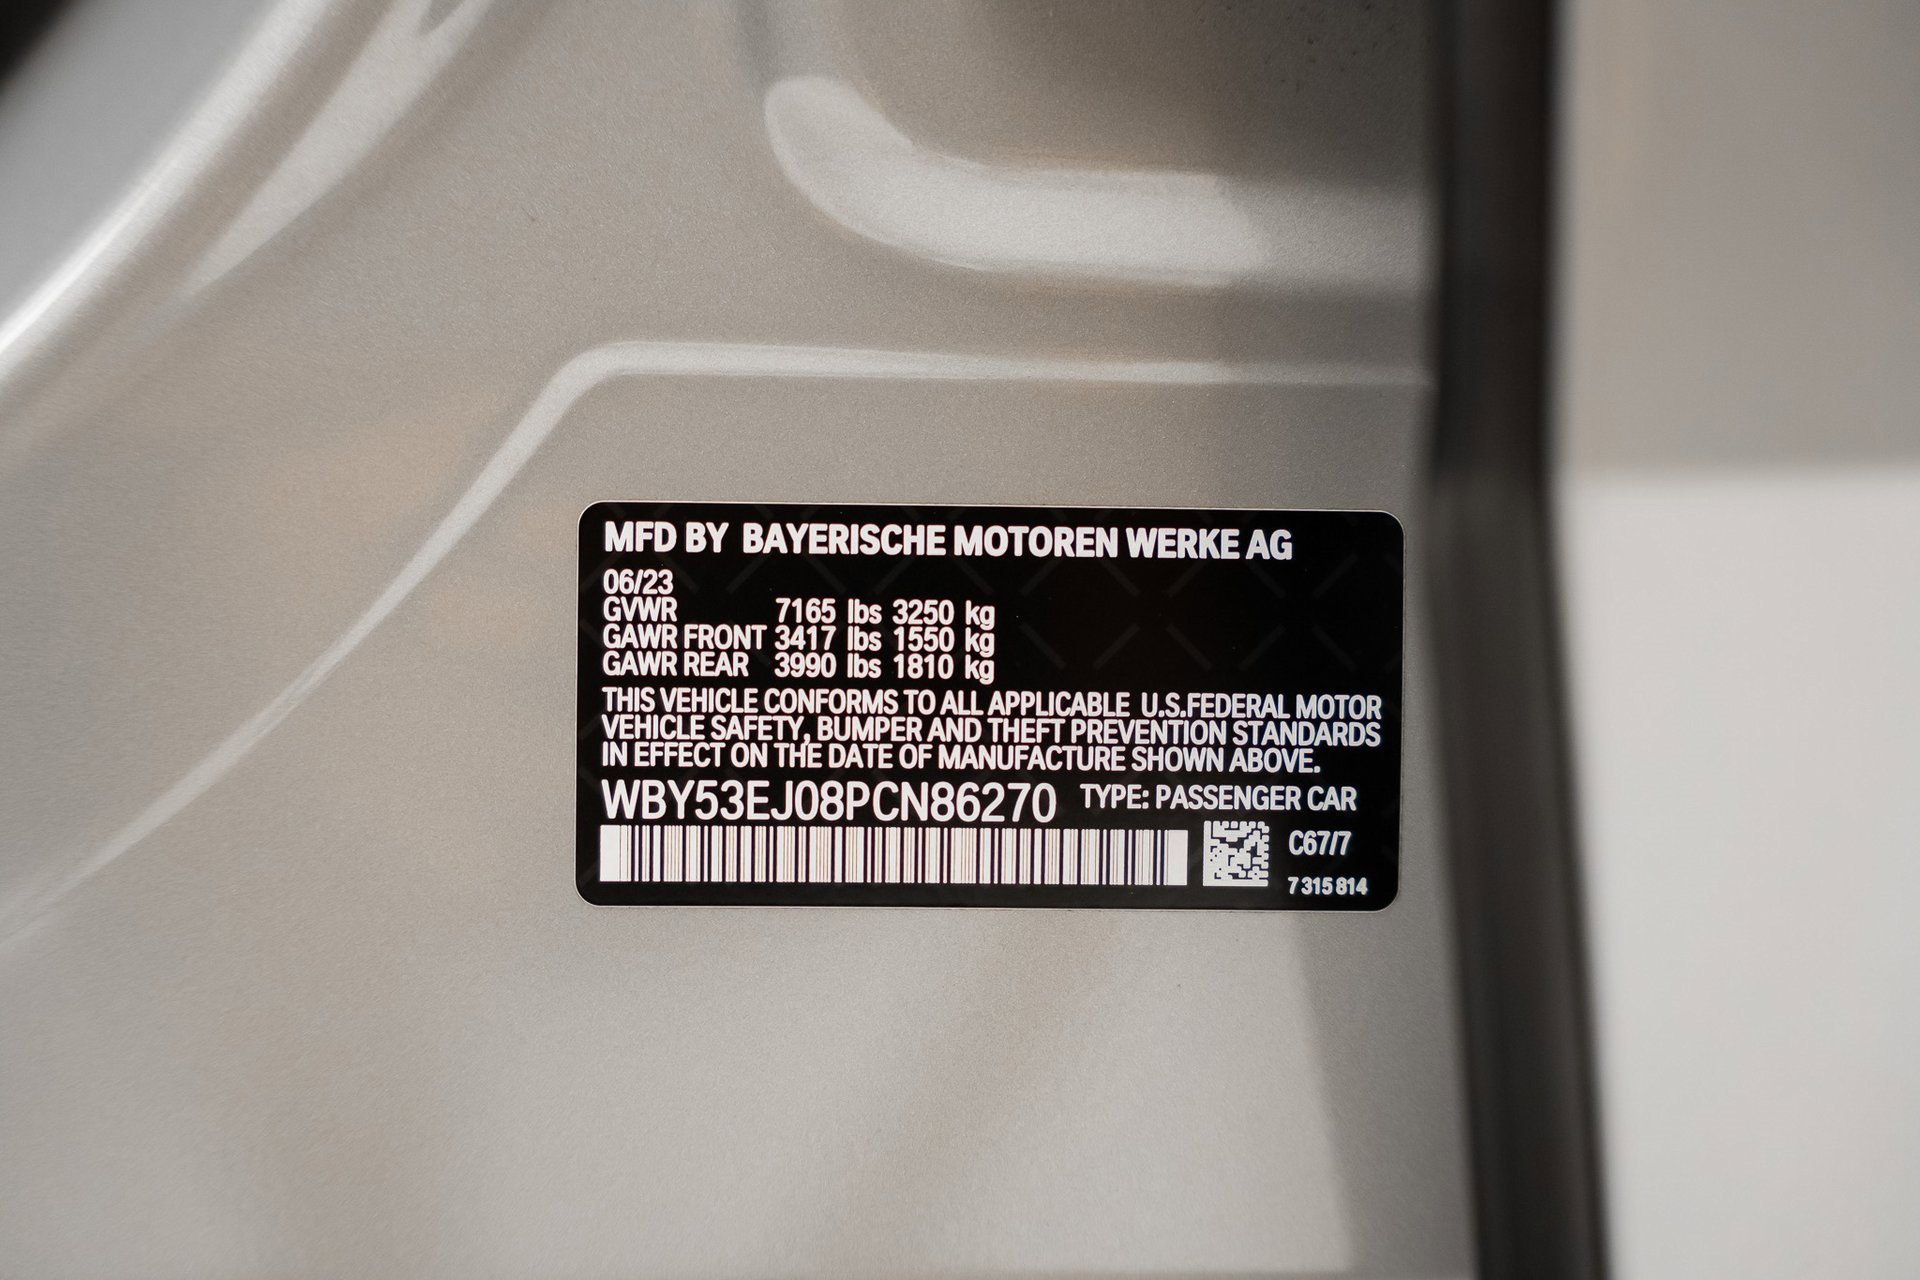 MFD BY BAYERISCHE MOTOREN WERKE AG
06/23
GVWR 7165 lbs 3250 kg
GAWR FRONT 3417 lbs 1550 kg
GAWR REAR 3990 lbs 1810 kg
THIS VEHICLE CONFORMS TO ALL APPLICABLE U.S.FEDERAL MOTOR
VEHICLE SAFETY, BUMPER AND THEFT PREVENTION STANDARDS
IN EFFECT ON THE DATE OF MANUFACTURE SHOWN ABOVE.
WBY53EJ08PCN86270 TYPE: PASSENGER CAR
C67/7
7 315 814